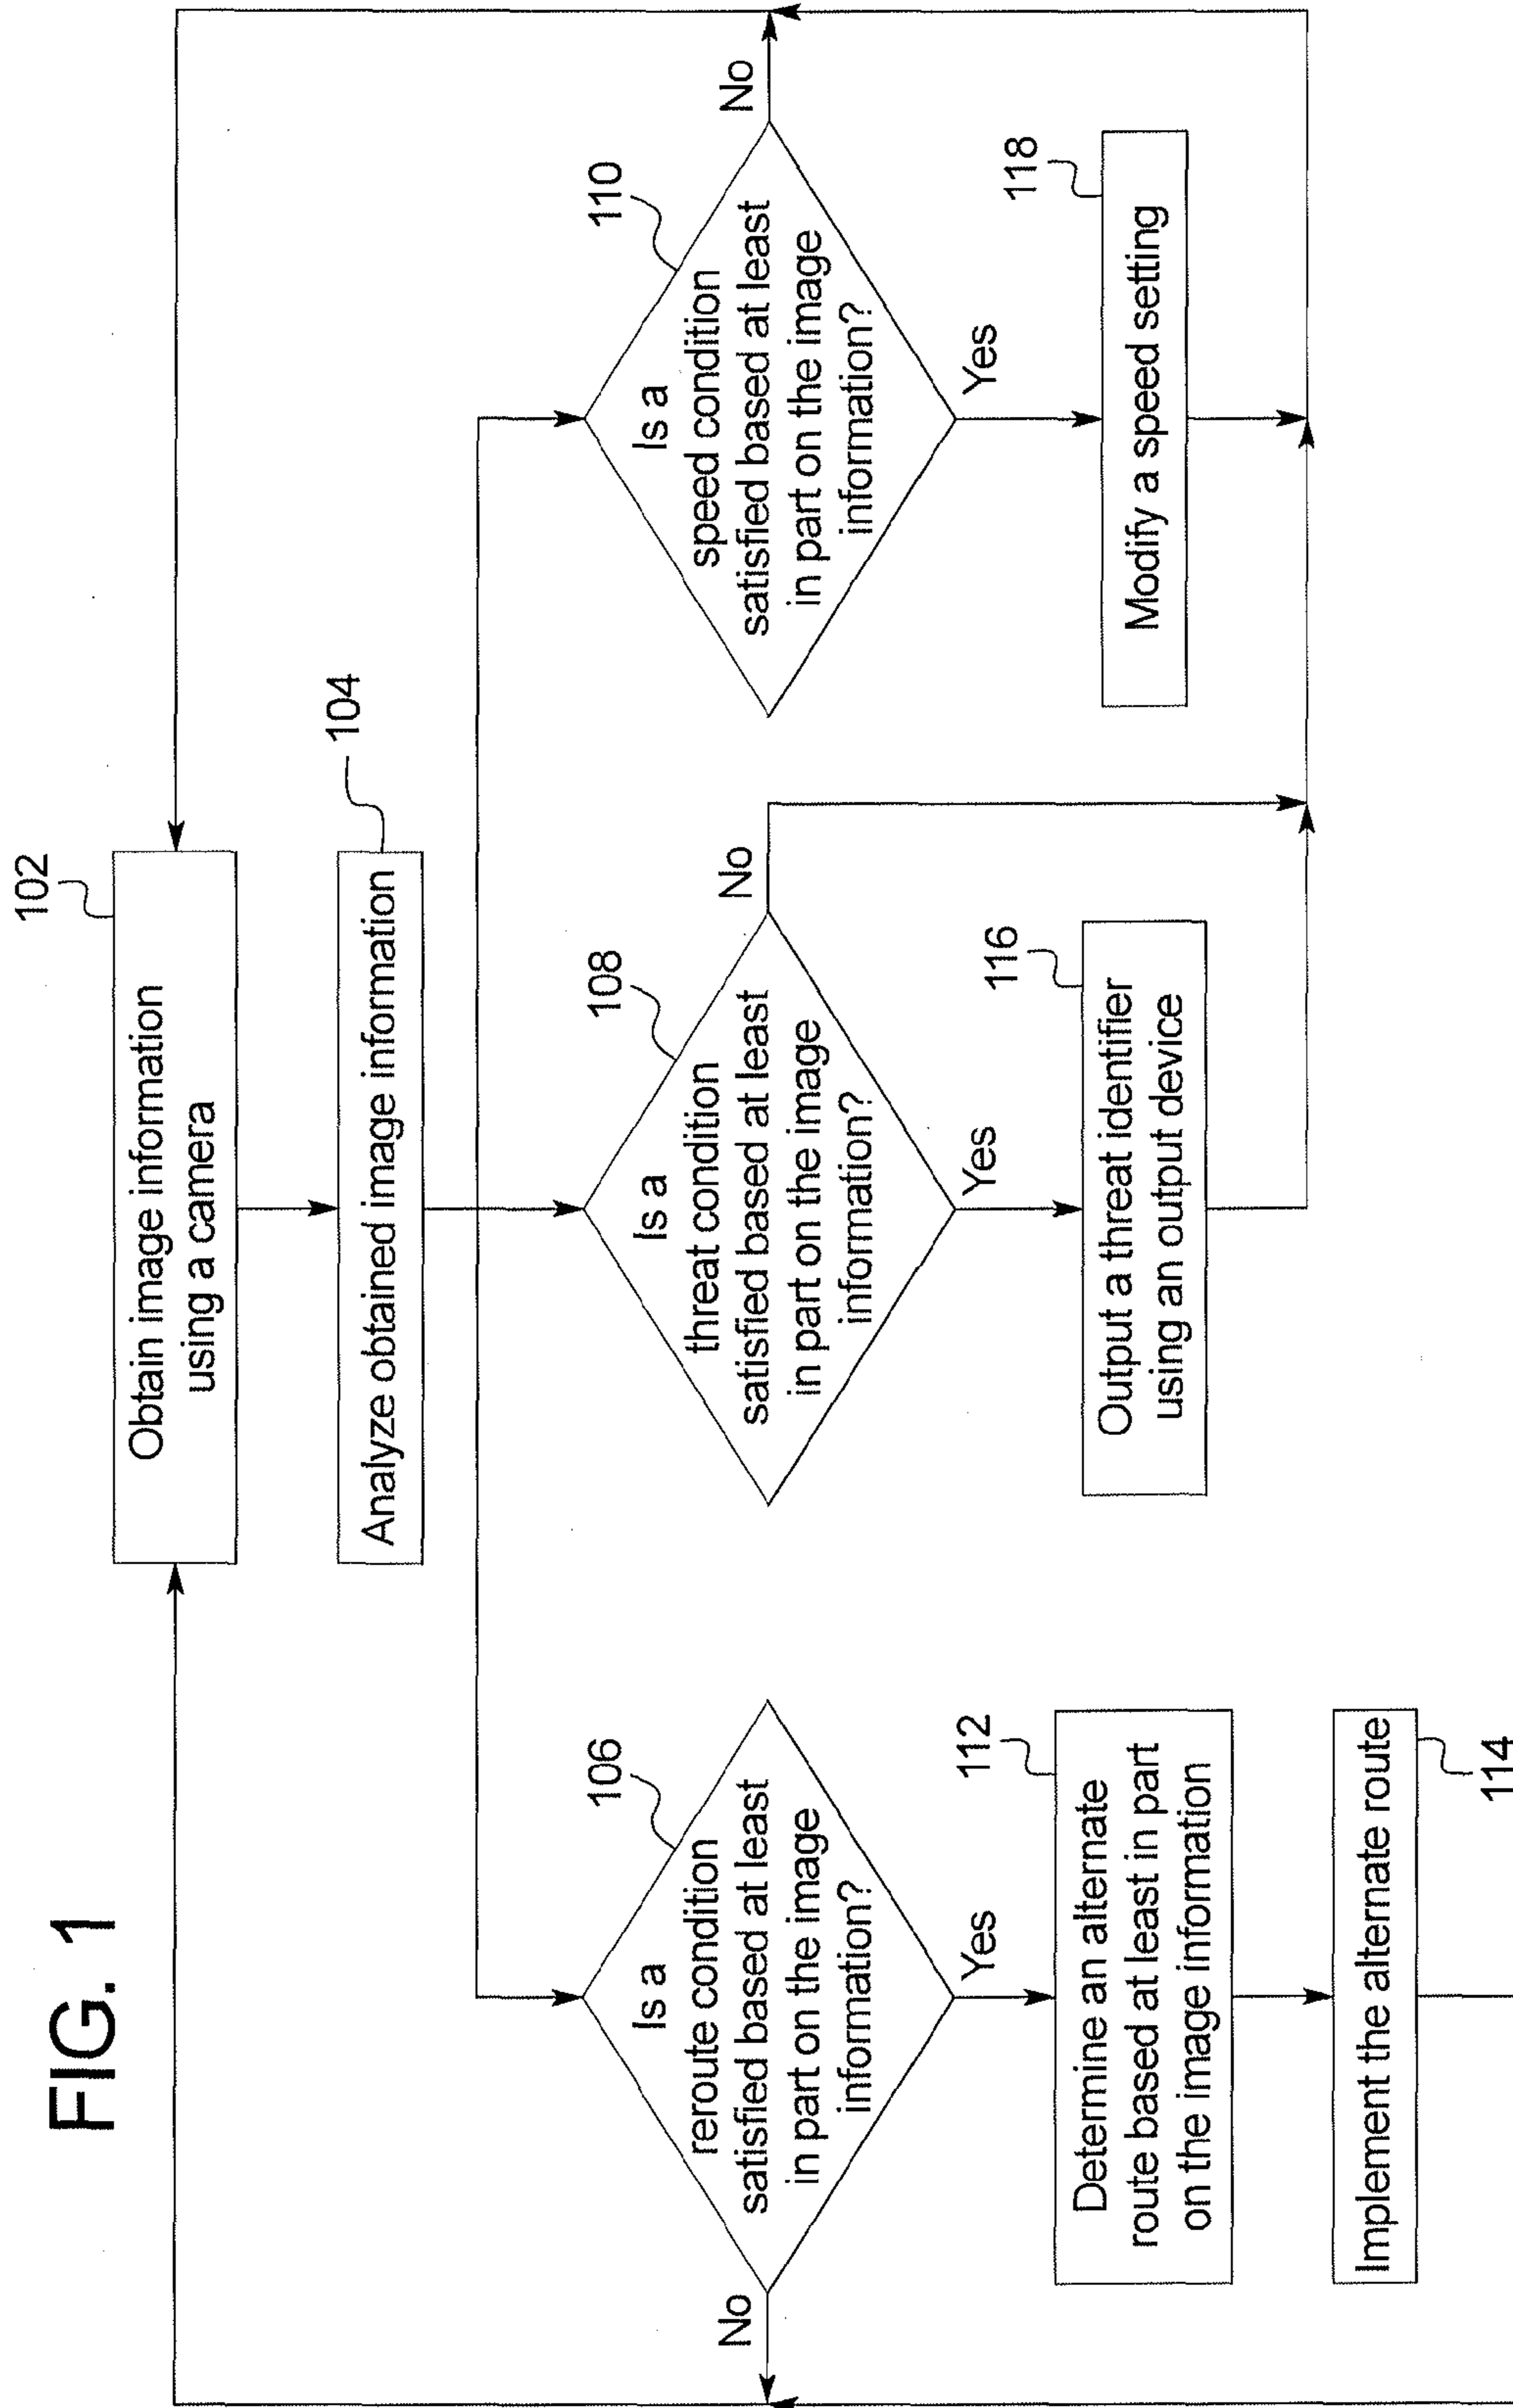 FIG. 1
102
Obtain image information
using a camera
104
Analyze obtained image information
106
Is a
reroute condition
satisfied based at least
in part on the image
information?
No
Yes
108
Is a
threat condition
satisfied based at least
in part on the image
information?
No
Yes
110
Is a
speed condition
satisfied based at least
in part on the image
information?
No
Yes
112
Determine an alternate
route based at least in part
on the image information
116
Output a threat identifier
using an output device
118
Modify a speed setting
Implement the alternate route
114